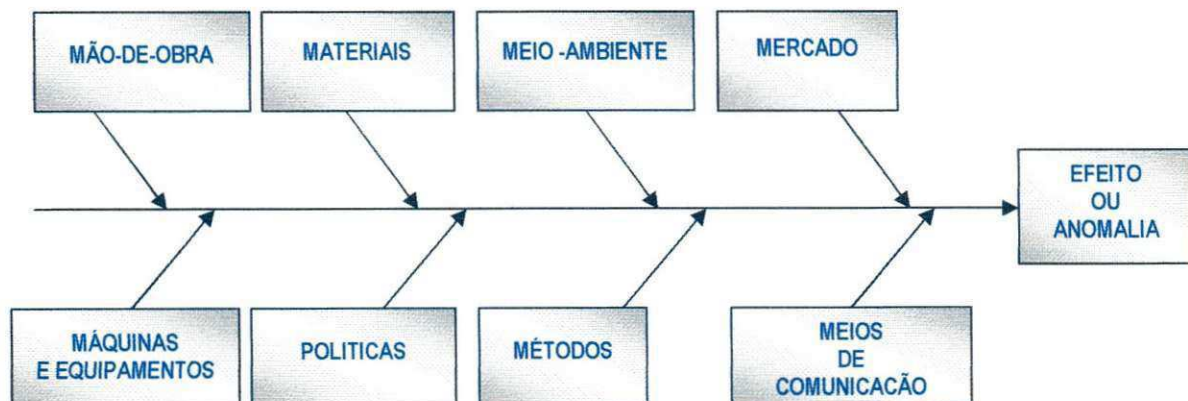 MÃO-DE-OBRA
MATERIAIS
MEIO -AMBIENTE
MERCADO
EFEITO
OU
ANOMALIA
MÁQUINAS
E EQUIPAMENTOS
POLITICAS
MÉTODOS
MEIOS
DE
COMUNICACÃO